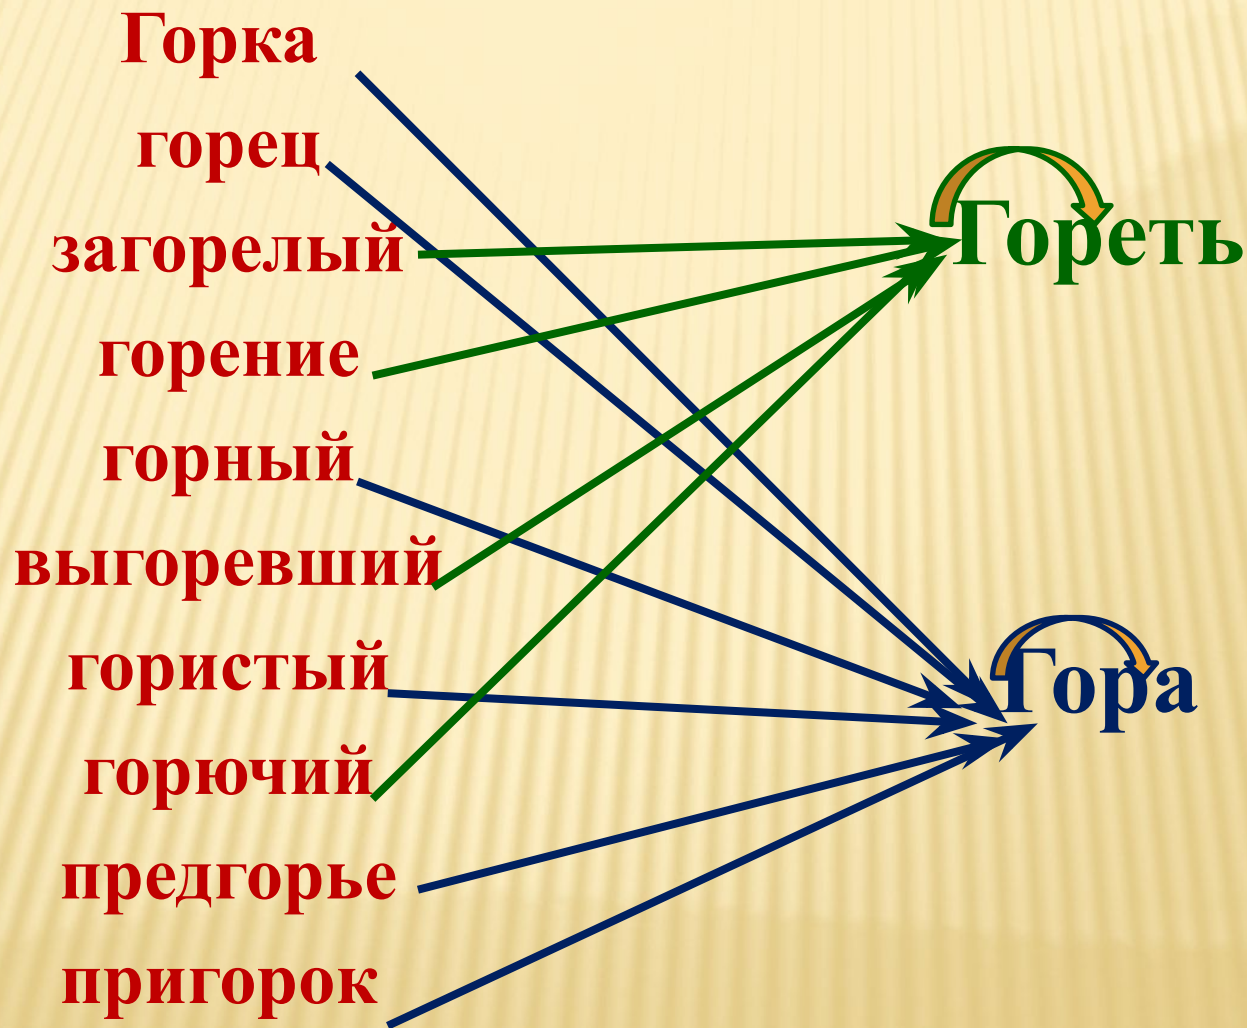 Горка
горец
загорелый
горение
горный
выгоревший
гористый
горючий
предгорье
пригорок
Гореть
Гора